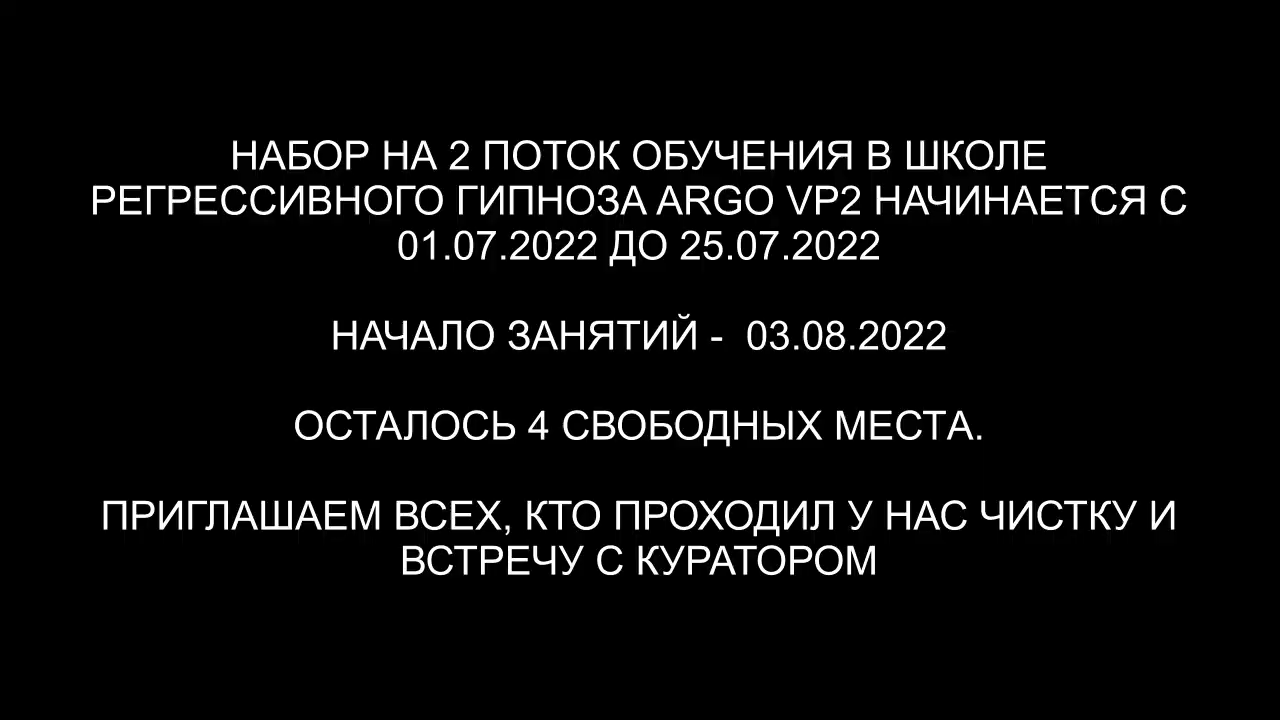 НАБОР НА 2 ПОТОК ОБУЧЕНИЯ В ШКОЛЕ
РЕГРЕССИВНОГО ГИПНОЗА ARGO VP2 НАЧИНАЕТСЯ С
01.07.2022 ДО 25.07.2022
НАЧАЛО ЗАНЯТИЙ -  03.08.2022
ОСТАЛОСЬ 4 СВОБОДНЫХ МЕСТА.
ПРИГЛАШАЕМ ВСЕХ, КТО ПРОХОДИЛ У НАС ЧИСТКУ И
ВСТРЕЧУ С КУРАТОРОМ